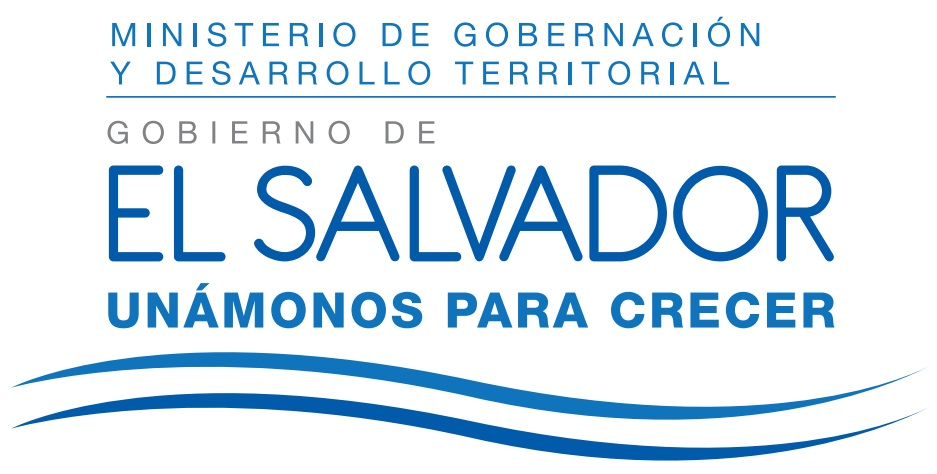 MINISTERIO DE GOBERNACIÓN
Y DESARROLLO TERRITORIAL
GOBIERNO DE
EL SALVADOR
UNÁMONOS PARA CRECER